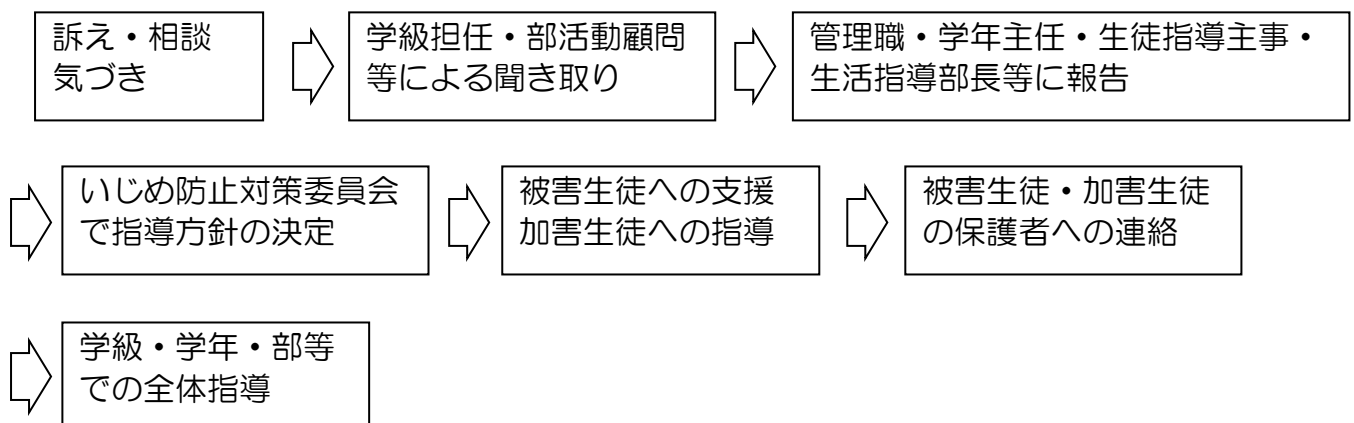 訴え・相談
気づき
学級担任・部活動顧問
等による聞き取り
管理職・学年主任・生徒指導主事・
生活指導部長等に報告
いじめ防止対策委員会
で指導方針の決定
被害生徒への支援
加害生徒への指導
被害生徒・加害生徒
の保護者への連絡
学級・学年・部等
での全体指導